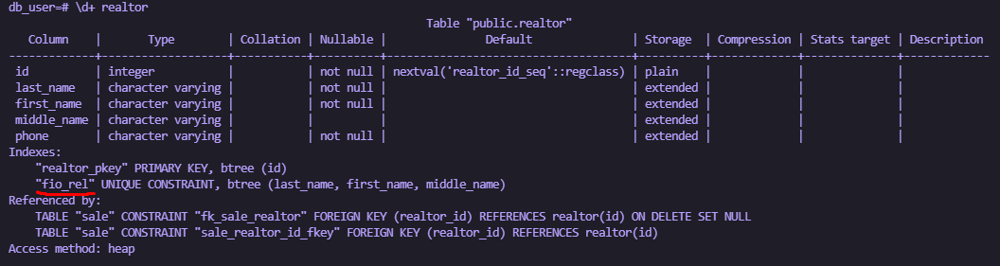 db_user=# \d+ realtor
Table "public.realtor"
Column | Type | Collation | Nullable | Default | Storage | Compression | Stats target | Description
-------------+-------------------+-----------+----------+-------------------------------------+----------+-------------+--------------+-------------
id | integer | | not null | nextval('realtor_id_seq'::regclass) | plain | | |
last_name | character varying | | not null | | extended | | |
first_name | character varying | | not null | | extended | | |
middle_name | character varying | | | | extended | | |
phone | character varying | | not null | | extended | | |
Indexes:
"realtor_pkey" PRIMARY KEY, btree (id)
"fio_rel" UNIQUE CONSTRAINT, btree (last_name, first_name, middle_name)
Referenced by:
TABLE "sale" CONSTRAINT "fk_sale_realtor" FOREIGN KEY (realtor_id) REFERENCES realtor(id) ON DELETE SET NULL
TABLE "sale" CONSTRAINT "sale_realtor_id_fkey" FOREIGN KEY (realtor_id) REFERENCES realtor(id)
Access method: heap